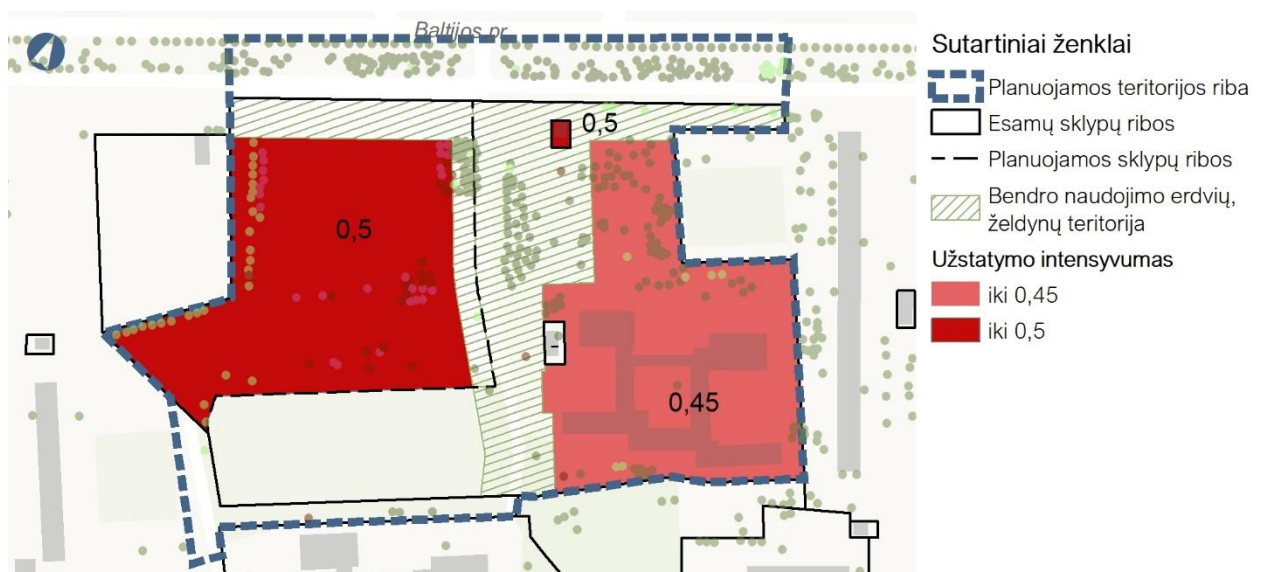 Baltijos pr.
0,5
0,5
0,45
Sutartiniai ženklai
Planuojamos teritorijos riba
Esamų sklypų ribos
Planuojamos sklypų ribos
Bendro naudojimo erdvių,
želdynų teritorija
Užstatymo intensyvumas
iki 0,45
iki 0,5